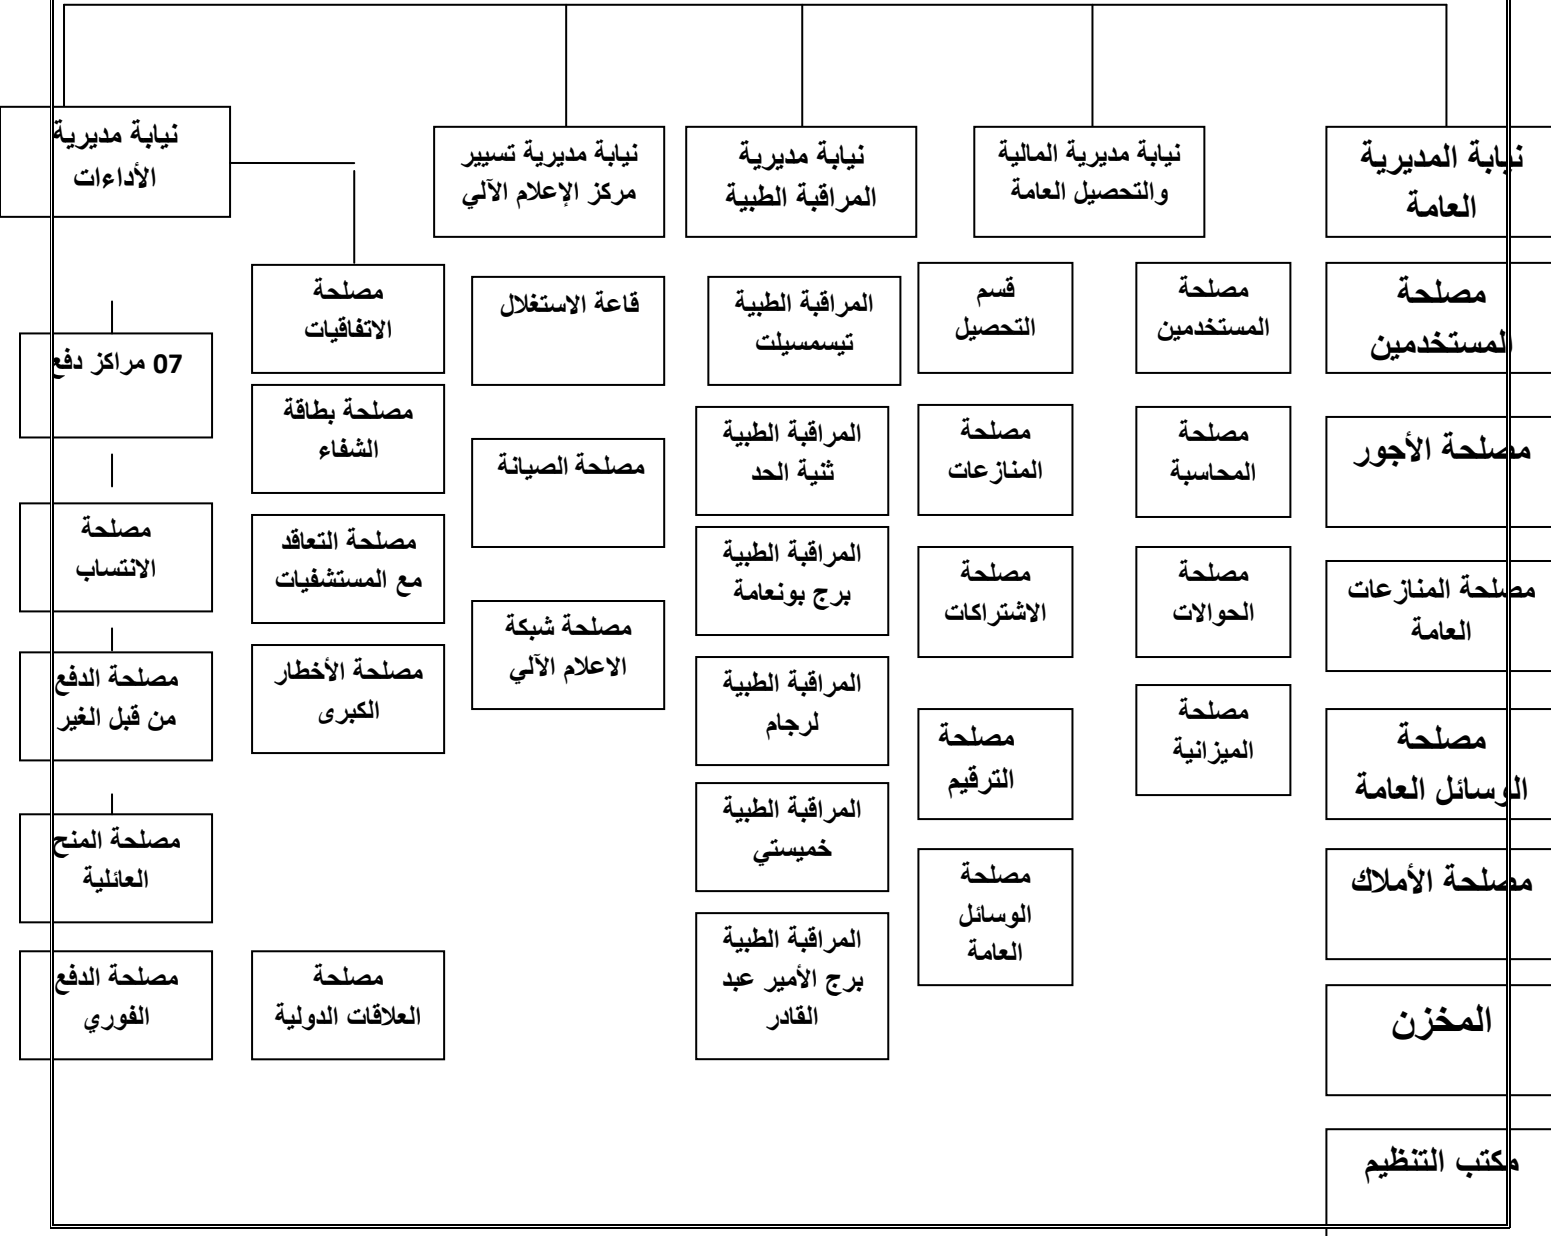 نيابة المديرية
العامة
نيابة مديرية المالية
والتحصيل العامة
نيابة مديرية
المراقبة الطبية
نيابة مديرية تسيير
مركز الإعلام الآلي
نيابة مديرية
الأداءات
مصلحة
المستخدمين
مصلحة الأجور
مصلحة المنازعات
العامة
مصلحة
الوسائل العامة
مصلحة الأملاك
المخزن
مكتب التنظيم
مصلحة
المستخدمين
مصلحة
المحاسبة
مصلحة
الحوالات
مصلحة
الميزانية
قسم
التحصيل
مصلحة
المنازعات
مصلحة
الاشتراكات
مصلحة
الترقيم
مصلحة
الوسائل
العامة
المراقبة الطبية
تيسمسيلت
المراقبة الطبية
ثنية الحد
المراقبة الطبية
برج بونعامة
المراقبة الطبية
لرجام
المراقبة الطبية
خميستي
المراقبة الطبية
برج الأمير عبد
القادر
قاعة الاستغلال
مصلحة الصيانة
مصلحة شبكة
الاعلام الآلي
مصلحة
الاتفاقيات
مصلحة بطاقة
الشفاء
مصلحة التعاقد
مع المستشفيات
مصلحة الأخطار
الكبرى
مصلحة
العلاقات الدولية
07 مراكز دفع
مصلحة
الانتساب
مصلحة الدفع
من قبل الغير
مصلحة المنح
العائلية
مصلحة الدفع
الفوري